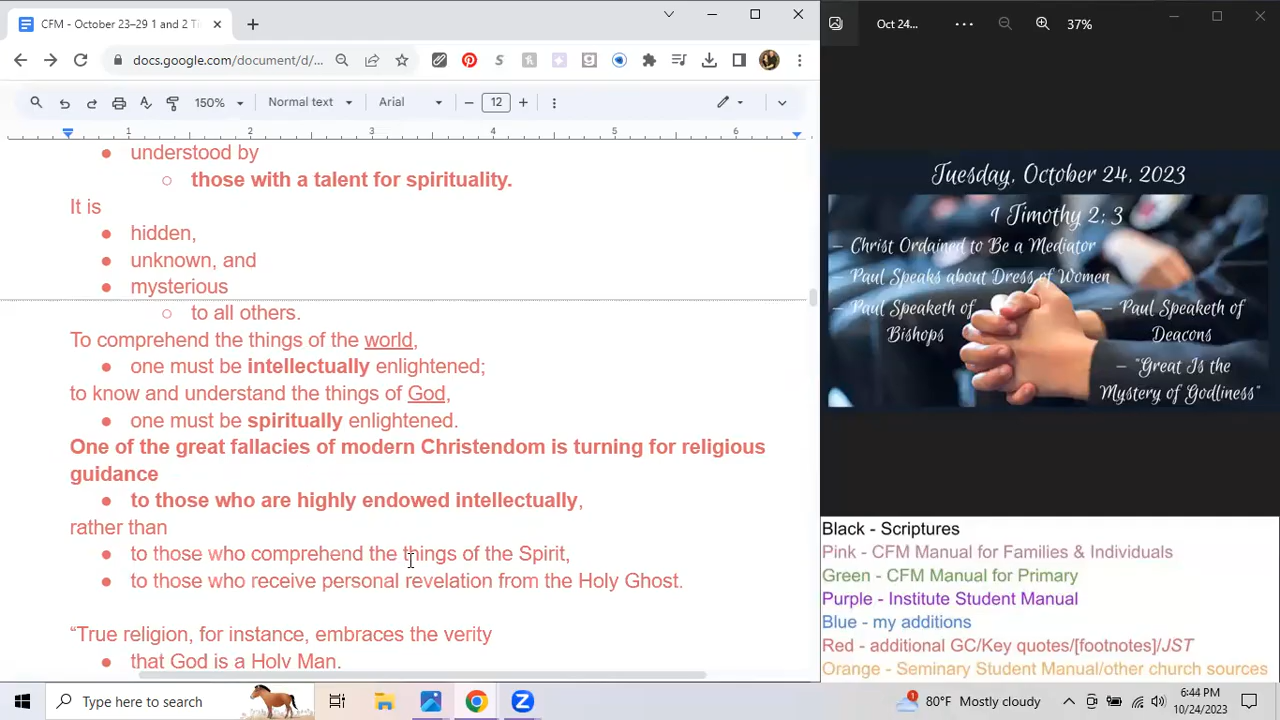 CFM - October 23–29 1 and 2 Ti
docs.google.com/document/d/...
150%
Normal text
Arial
12
1 2 3 4 5 6
understood by
those with a talent for spirituality.
It is
hidden,
unknown, and
mysterious
to all others.
To comprehend the things of the world,
one must be intellectually enlightened;
to know and understand the things of God,
one must be spiritually enlightened.
One of the great fallacies of modern Christendom is turning for religious
guidance
to those who are highly endowed intellectually,
rather than
to those who comprehend the things of the Spirit,
to those who receive personal revelation from the Holy Ghost.
“True religion, for instance, embraces the verity
that God is a Holy Man.
Oct 24...
37%
Tuesday, October 24, 2023
1 Timothy 2; 3
– Christ Ordained to Be a Mediator
– Paul Speaks about Dress of Women
– Paul Speaketh of
Bishops
– Paul Speaketh of
Deacons
– "Great Is the
Mystery of Godliness"
Black - Scriptures
Pink - CFM Manual for Families & Individuals
Green - CFM Manual for Primary
Purple - Institute Student Manual
Blue - my additions
Red - additional GC/Key quotes/[footnotes]/JST
Orange - Seminary Student Manual/other church sources
Type here to search
1
80°F Mostly cloudy
6:44 PM
10/24/2023